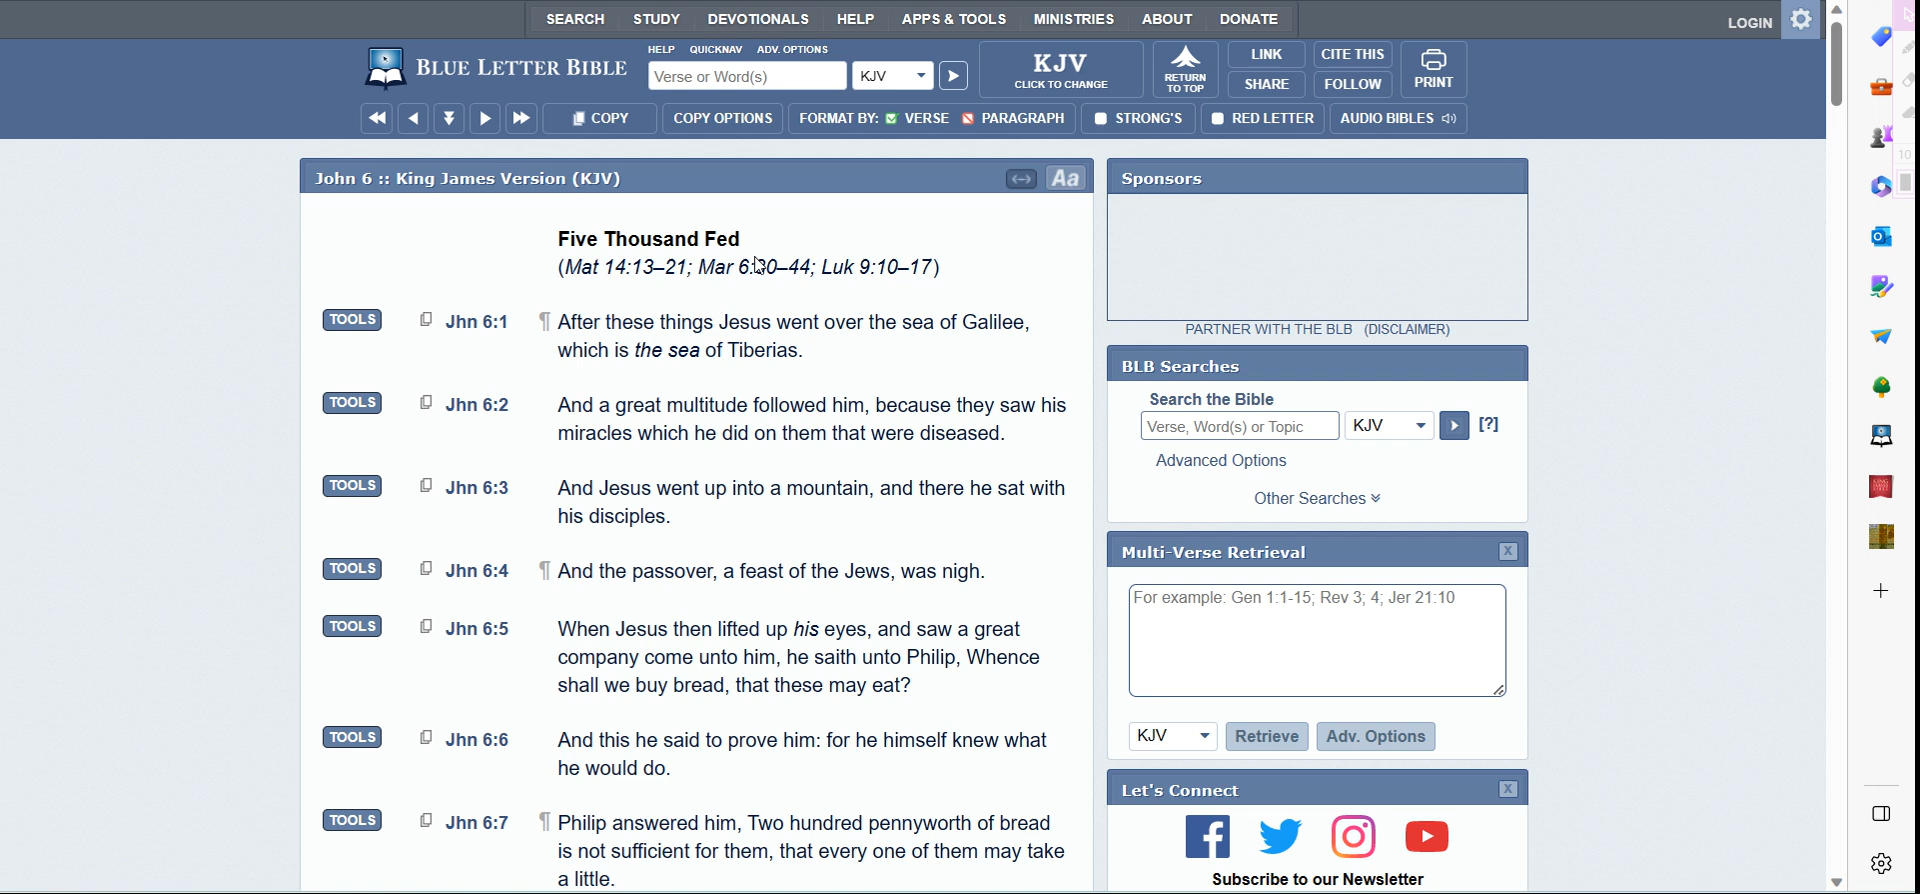 SEARCH STUDY DEVOTIONALS HELP APPS & TOOLS MINISTRIES ABOUT DONATE
LOGIN
BLUE LETTER BIBLE
HELP QUICKNAV ADV. OPTIONS
Verse or Word(s) KJV
KJV
CLICK TO CHANGE
RETURN
TO TOP
LINK CITE THIS
SHARE FOLLOW
PRINT
COPY COPY OPTIONS FORMAT BY: VERSE PARAGRAPH STRONG'S RED LETTER AUDIO BIBLES
John 6 :: King James Version (KJV) Aa
Five Thousand Fed
(Mat 14:13–21; Mar 6:30–44; Luk 9:10–17)
TOOLS Jhn 6:1 ¶ After these things Jesus went over the sea of Galilee,
which is the sea of Tiberias.
TOOLS Jhn 6:2 And a great multitude followed him, because they saw his
miracles which he did on them that were diseased.
TOOLS Jhn 6:3 And Jesus went up into a mountain, and there he sat with
his disciples.
TOOLS Jhn 6:4 ¶ And the passover, a feast of the Jews, was nigh.
TOOLS Jhn 6:5 When Jesus then lifted up his eyes, and saw a great
company come unto him, he saith unto Philip, Whence
shall we buy bread, that these may eat?
TOOLS Jhn 6:6 And this he said to prove him: for he himself knew what
he would do.
TOOLS Jhn 6:7 ¶ Philip answered him, Two hundred pennyworth of bread
is not sufficient for them, that every one of them may take
a little.
Sponsors
PARTNER WITH THE BLB (DISCLAIMER)
BLB Searches
Search the Bible
Verse, Word(s) or Topic KJV [?]
Advanced Options
Other Searches
Multi-Verse Retrieval X
For example: Gen 1:1-15; Rev 3; 4; Jer 21:10
KJV Retrieve Adv. Options
Let's Connect X
Subscribe to our Newsletter
10